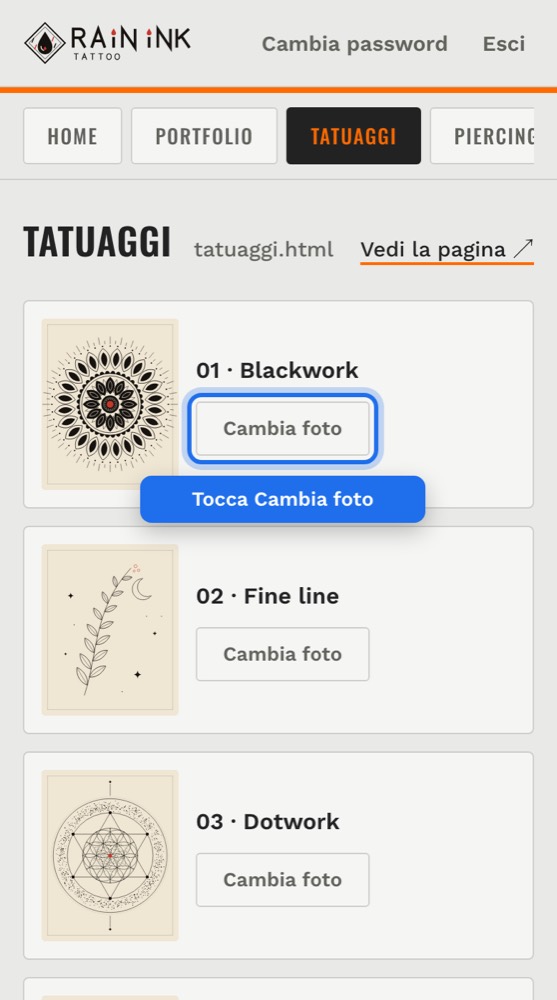 RAiN iNK
TATTOO
Cambia password
Esci
HOME
PORTFOLIO
TATUAGGI
PIERCING
TATUAGGI
tatuaggi.html
Vedi la pagina ↗
01 · Blackwork
Cambia foto
Tocca Cambia foto
02 · Fine line
Cambia foto
03 · Dotwork
Cambia foto